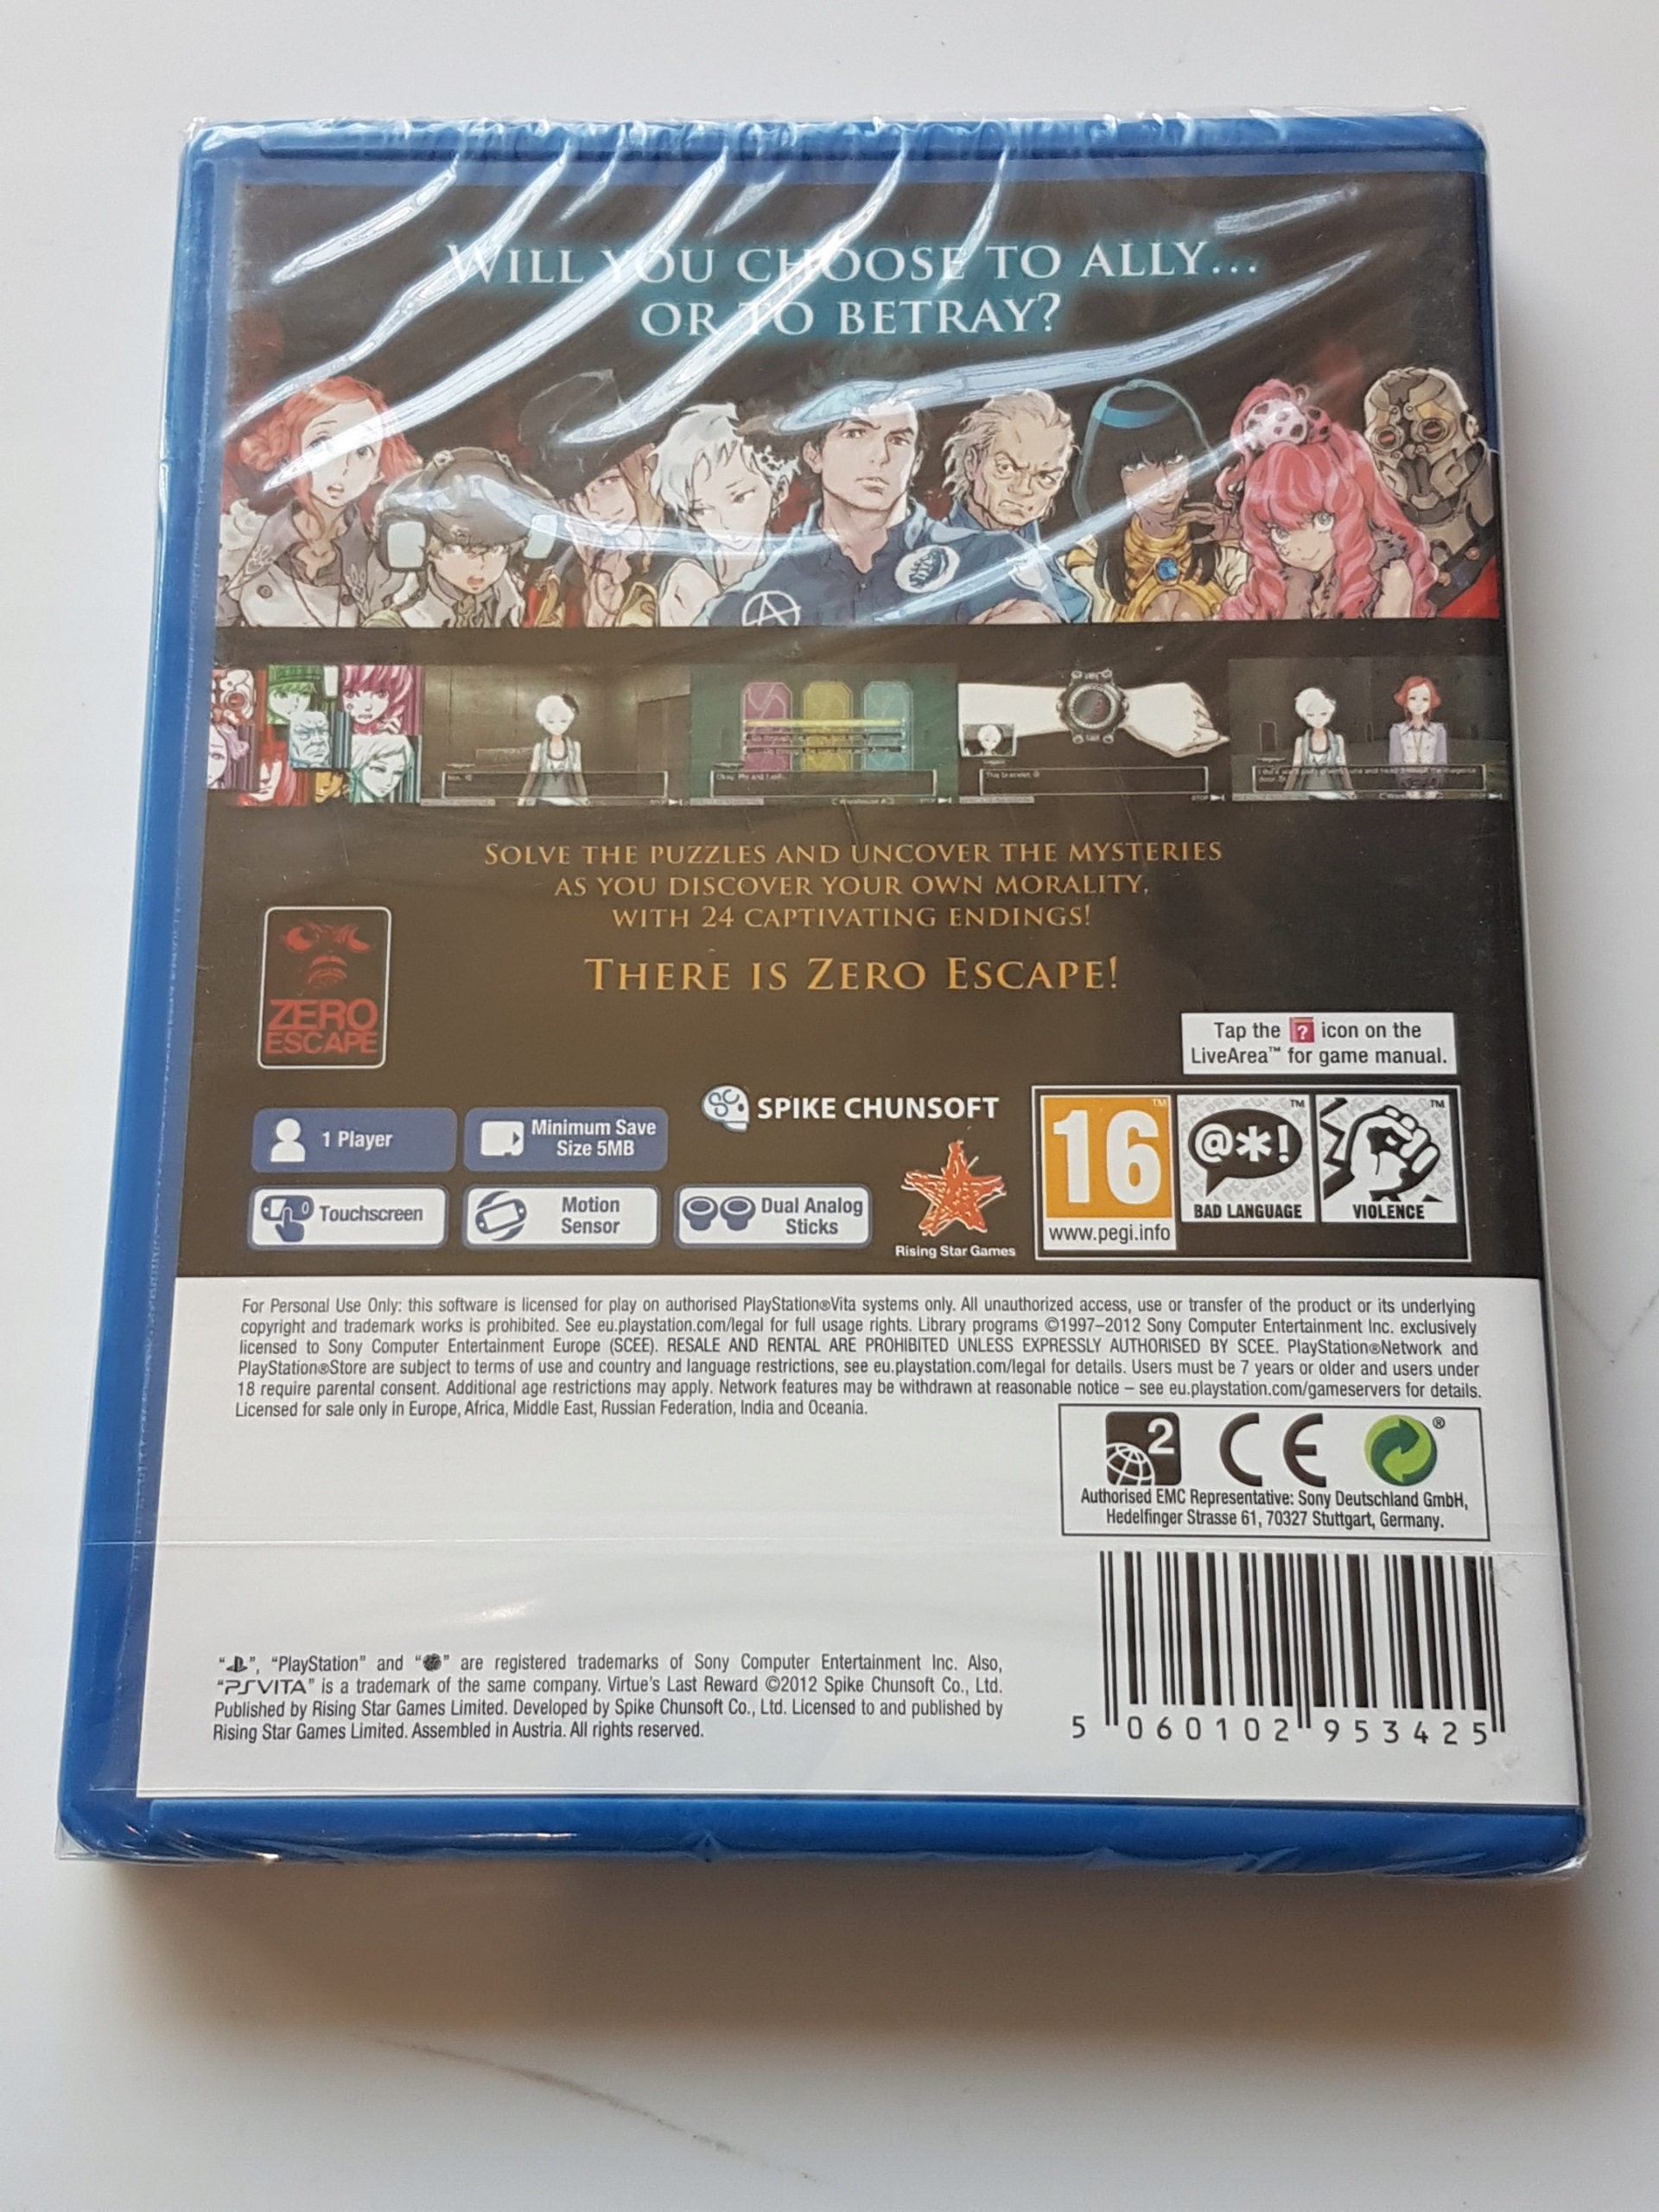 WILL YOU CHOOSE TO ALLY...
OR TO BETRAY?
SOLVE THE PUZZLES AND UNCOVER THE MYSTERIES
AS YOU DISCOVER YOUR OWN MORALITY,
WITH 24 CAPTIVATING ENDINGS!
THERE IS ZERO ESCAPE!
ZERO
ESCAPE
Tap the ? icon on the
LiveArea™ for game manual.
1 Player
Minimum Save
Size 5MB
SPIKE CHUNSOFT
Touchscreen
Motion
Sensor
Dual Analog
Sticks
Rising Star Games
16
www.pegi.info
@*!
BAD LANGUAGE
VIOLENCE
For Personal Use Only: this software is licensed for play on authorised PlayStation®Vita systems only. All unauthorized access, use or transfer of the product or its underlying
copyright and trademark works is prohibited. See eu.playstation.com/legal for full usage rights. Library programs ©1997–2012 Sony Computer Entertainment Inc. exclusively
licensed to Sony Computer Entertainment Europe (SCEE). RESALE AND RENTAL ARE PROHIBITED UNLESS EXPRESSLY AUTHORISED BY SCEE. PlayStation®Network and
PlayStation®Store are subject to terms of use and country and language restrictions, see eu.playstation.com/legal for details. Users must be 7 years or older and users under
18 require parental consent. Additional age restrictions may apply. Network features may be withdrawn at reasonable notice – see eu.playstation.com/gameservers for details.
Licensed for sale only in Europe, Africa, Middle East, Russian Federation, India and Oceania.
2 CE ®
Authorised EMC Representative: Sony Deutschland GmbH,
Hedelfinger Strasse 61, 70327 Stuttgart, Germany.
“ ”, “PlayStation” and “ ” are registered trademarks of Sony Computer Entertainment Inc. Also,
“PSVITA” is a trademark of the same company. Virtue's Last Reward ©2012 Spike Chunsoft Co., Ltd.
Published by Rising Star Games Limited. Developed by Spike Chunsoft Co., Ltd. Licensed to and published by
Rising Star Games Limited. Assembled in Austria. All rights reserved.
5 060102 953425